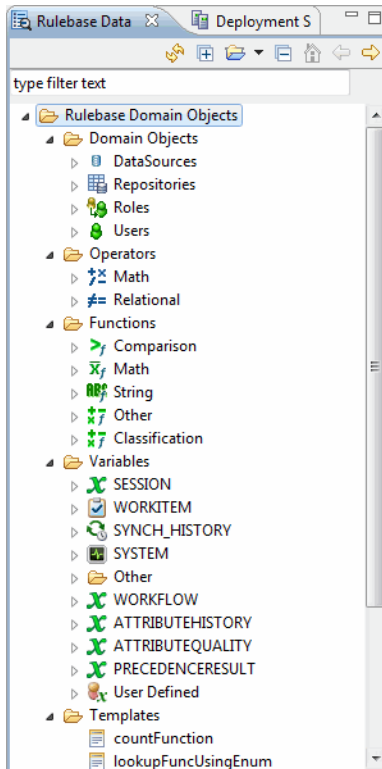 Rulebase Data Deployment S
type filter text
Rulebase Domain Objects
Domain Objects
DataSources
Repositories
Roles
Users
Operators
Math
Relational
Functions
Comparison
Math
String
Other
Classification
Variables
SESSION
WORKITEM
SYNCH_HISTORY
SYSTEM
Other
WORKFLOW
ATTRIBUTEHISTORY
ATTRIBUTEQUALITY
PRECEDENCERESULT
User Defined
Templates
countFunction
lookupFuncUsingEnum